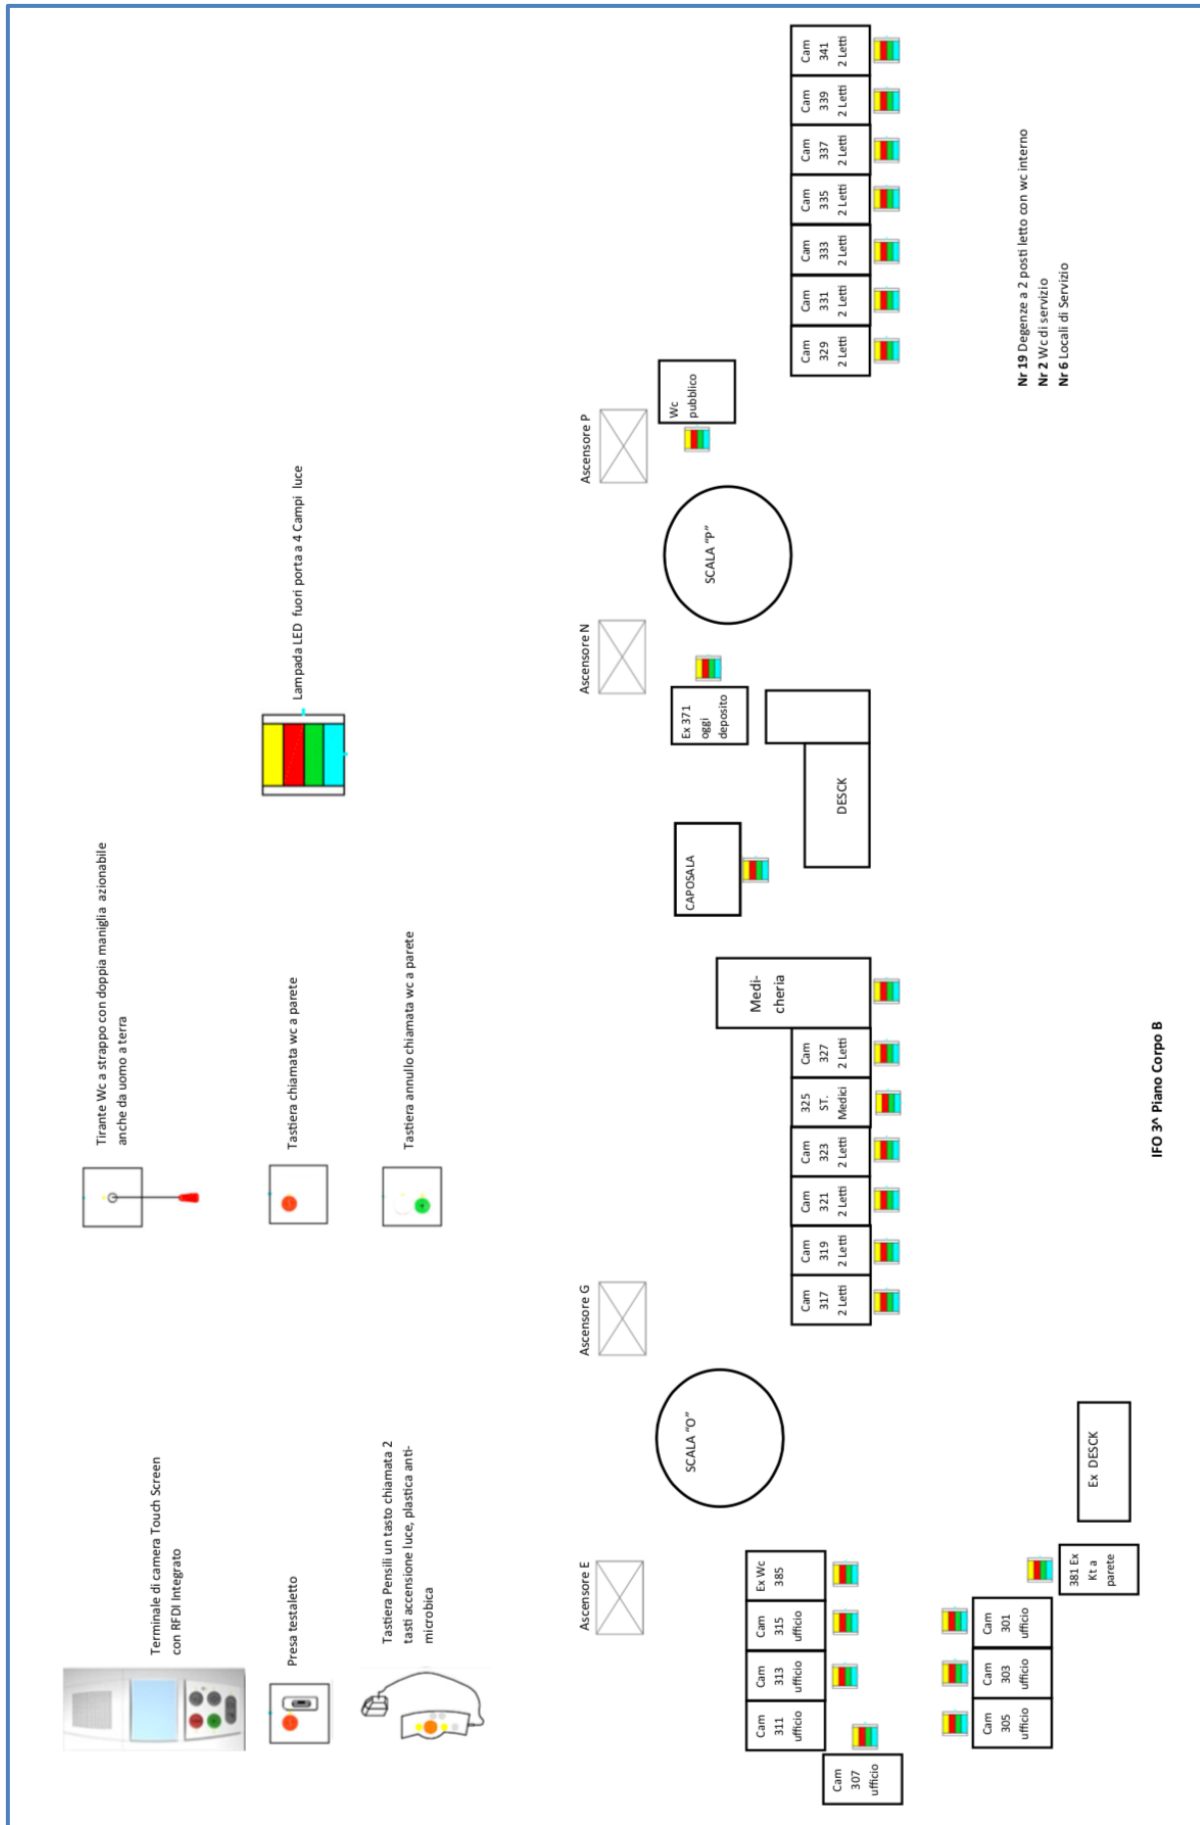 Terminale di camera Touch Screen
con RFDI Integrato
Presa testaletto
Tastiera Pensili un tasto chiamata 2
tasti accensione luce, plastica anti-
microbica
Tirante Wc a strappo con doppia maniglia azionabile
anche da uomo a terra
Tastiera chiamata wc a parete
Tastiera annullo chiamata wc a parete
Lampada LED fuori porta a 4 Campi luce
Ascensore E
Ascensore G
Ascensore N
Ascensore P
SCALA "O"
SCALA "P"
CAPOSALA
Ex 371
oggi
deposito
Wc
pubblico
Cam
307
ufficio
Cam
311
ufficio
Cam
313
ufficio
Cam
315
ufficio
Ex Wc
385
Cam
317
2 Letti
Cam
319
2 Letti
Cam
321
2 Letti
Cam
323
2 Letti
325
ST.
Medici
Cam
327
2 Letti
Medi-
cheria
DESCK
Cam
329
2 Letti
Cam
331
2 Letti
Cam
333
2 Letti
Cam
335
2 Letti
Cam
337
2 Letti
Cam
339
2 Letti
Cam
341
2 Letti
Cam
305
ufficio
Cam
303
ufficio
Cam
301
ufficio
381 Ex
Kt a
parete
Ex DESCK
Nr 19 Degenze a 2 posti letto con wc interno
Nr 2 Wc di servizio
Nr 6 Locali di Servizio
IFO 3^ Piano Corpo B